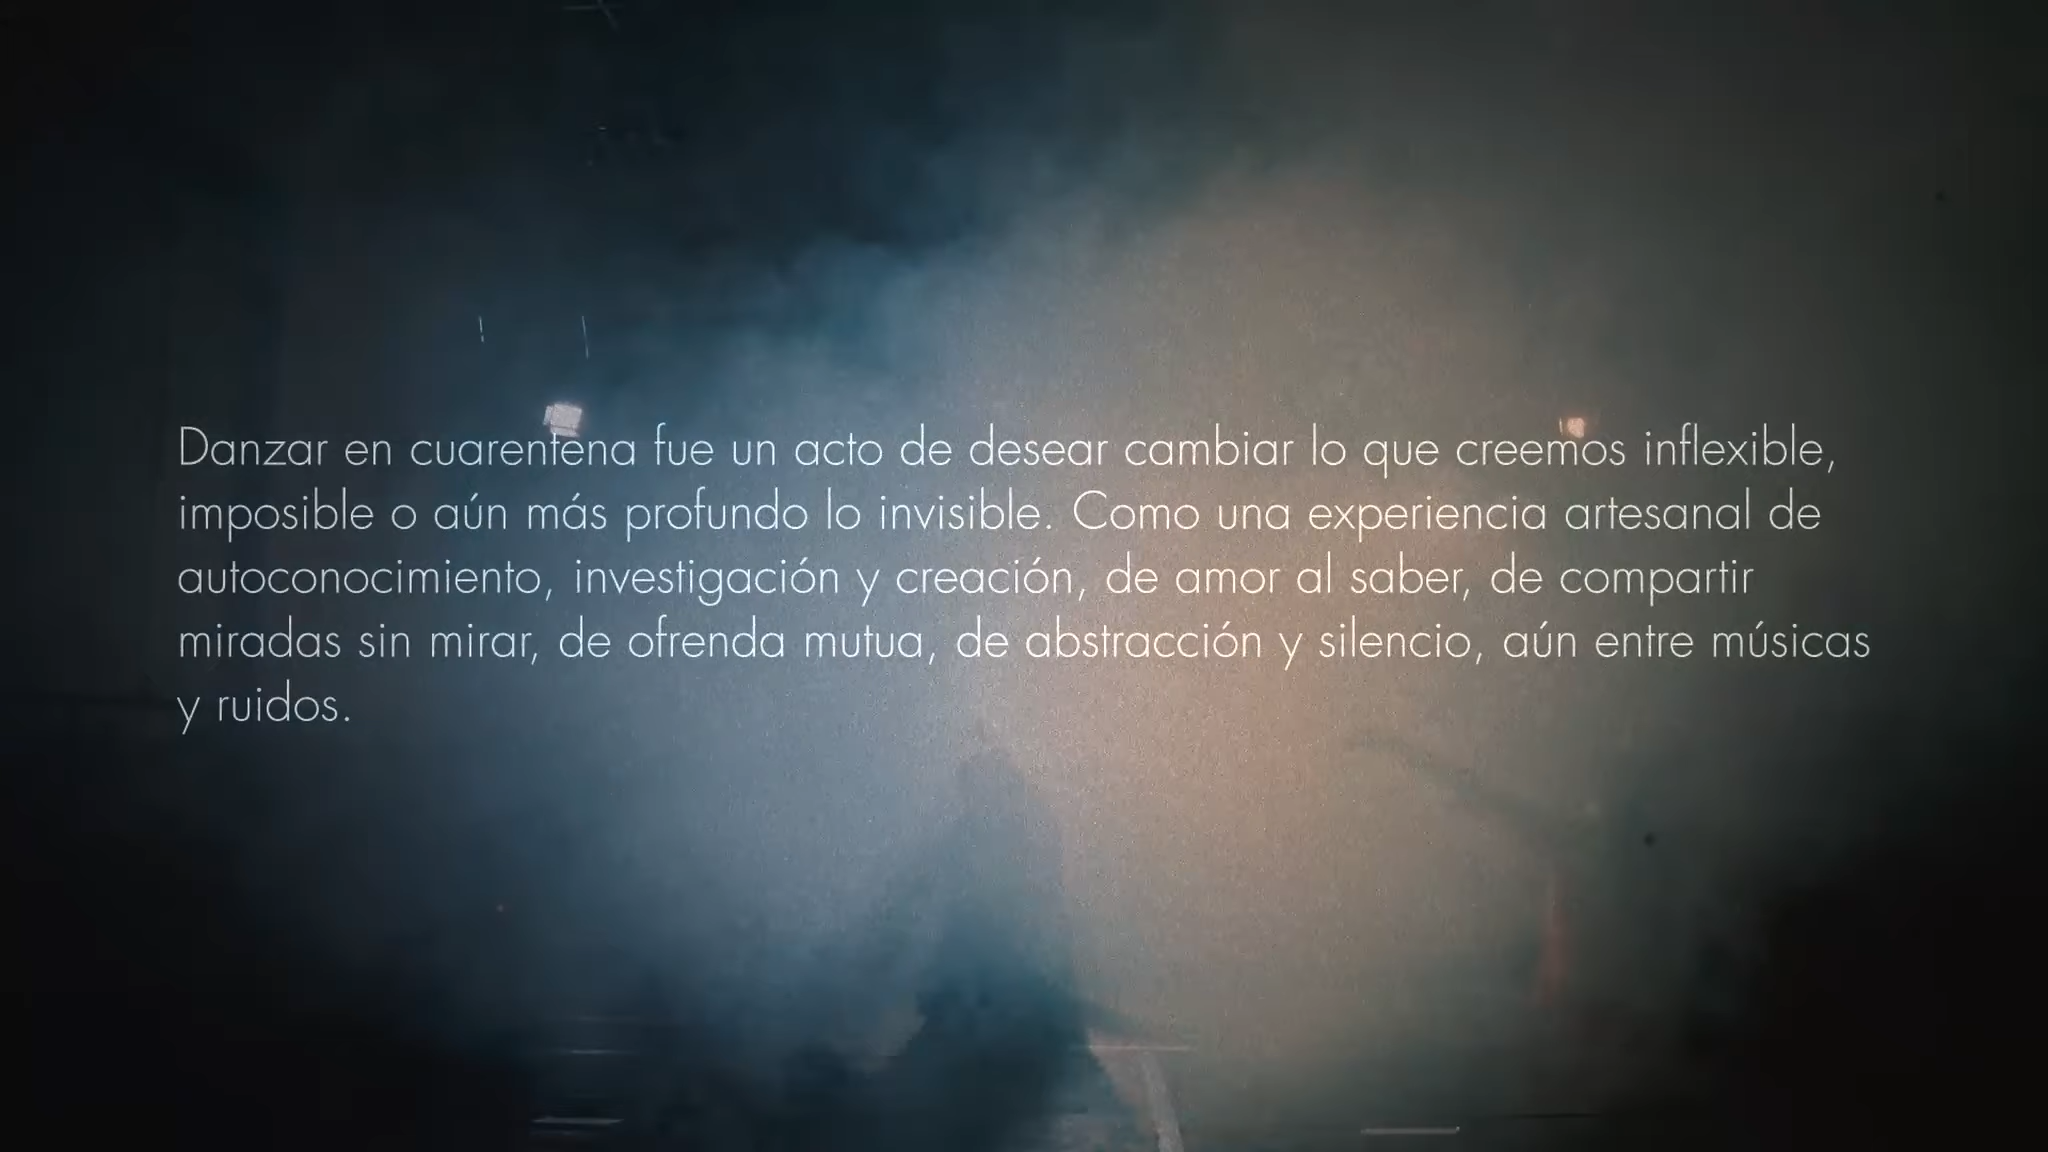 Danzar en cuarentena fue un acto de desear cambiar lo que creemos inflexible,
imposible o aún más profundo lo invisible. Como una experiencia artesanal de
autoconocimiento, investigación y creación, de amor al saber, de compartir
miradas sin mirar, de ofrenda mutua, de abstracción y silencio, aún entre músicas
y ruidos.